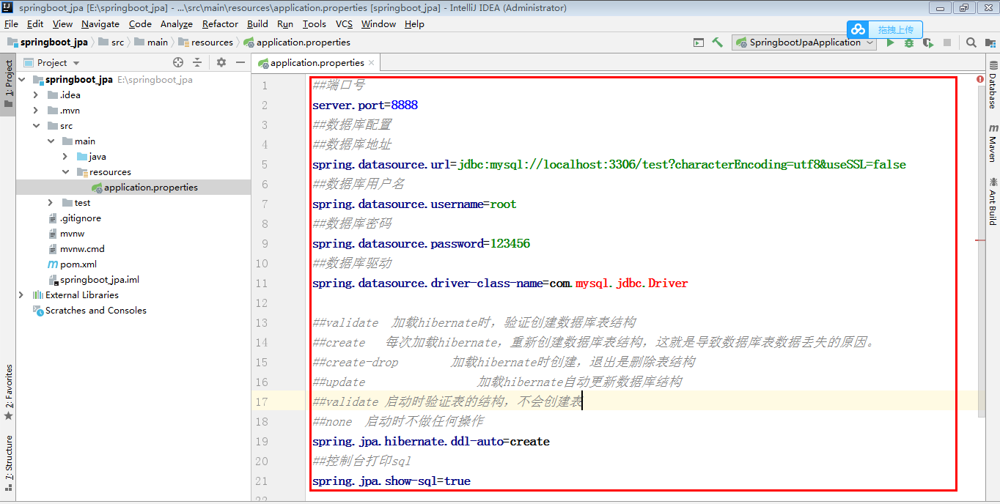 springboot_jpa [E:\springboot_jpa] - ...\src\main\resources\application.properties [springboot_jpa] - IntelliJ IDEA (Administrator)
File Edit View Navigate Code Analyze Refactor Build Run Tools VCS Window Help
拖拽上传
springboot_jpa src main resources application.properties
SpringbootJpaApplication
Project
application.properties
1: Project
springboot_jpa E:\springboot_jpa
.idea
.mvn
src
main
java
resources
application.properties
test
.gitignore
mvnw
mvnw.cmd
pom.xml
springboot_jpa.iml
External Libraries
Scratches and Consoles
2: Favorites
7: Structure
1 ##端口号
2 server.port=8888
3 ##数据库配置
4 ##数据库地址
5 spring.datasource.url=jdbc:mysql://localhost:3306/test?characterEncoding=utf8&useSSL=false
6 ##数据库用户名
7 spring.datasource.username=root
8 ##数据库密码
9 spring.datasource.password=123456
10 ##数据库驱动
11 spring.datasource.driver-class-name=com.mysql.jdbc.Driver
12
13 ##validate 加载hibernate时，验证创建数据库表结构
14 ##create 每次加载hibernate，重新创建数据库表结构，这就是导致数据库表数据丢失的原因。
15 ##create-drop 加载hibernate时创建，退出是删除表结构
16 ##update 加载hibernate自动更新数据库结构
17 ##validate 启动时验证表的结构，不会创建表
18 ##none 启动时不做任何操作
19 spring.jpa.hibernate.ddl-auto=create
20 ##控制台打印sql
21 spring.jpa.show-sql=true
Database
Maven
Ant Build